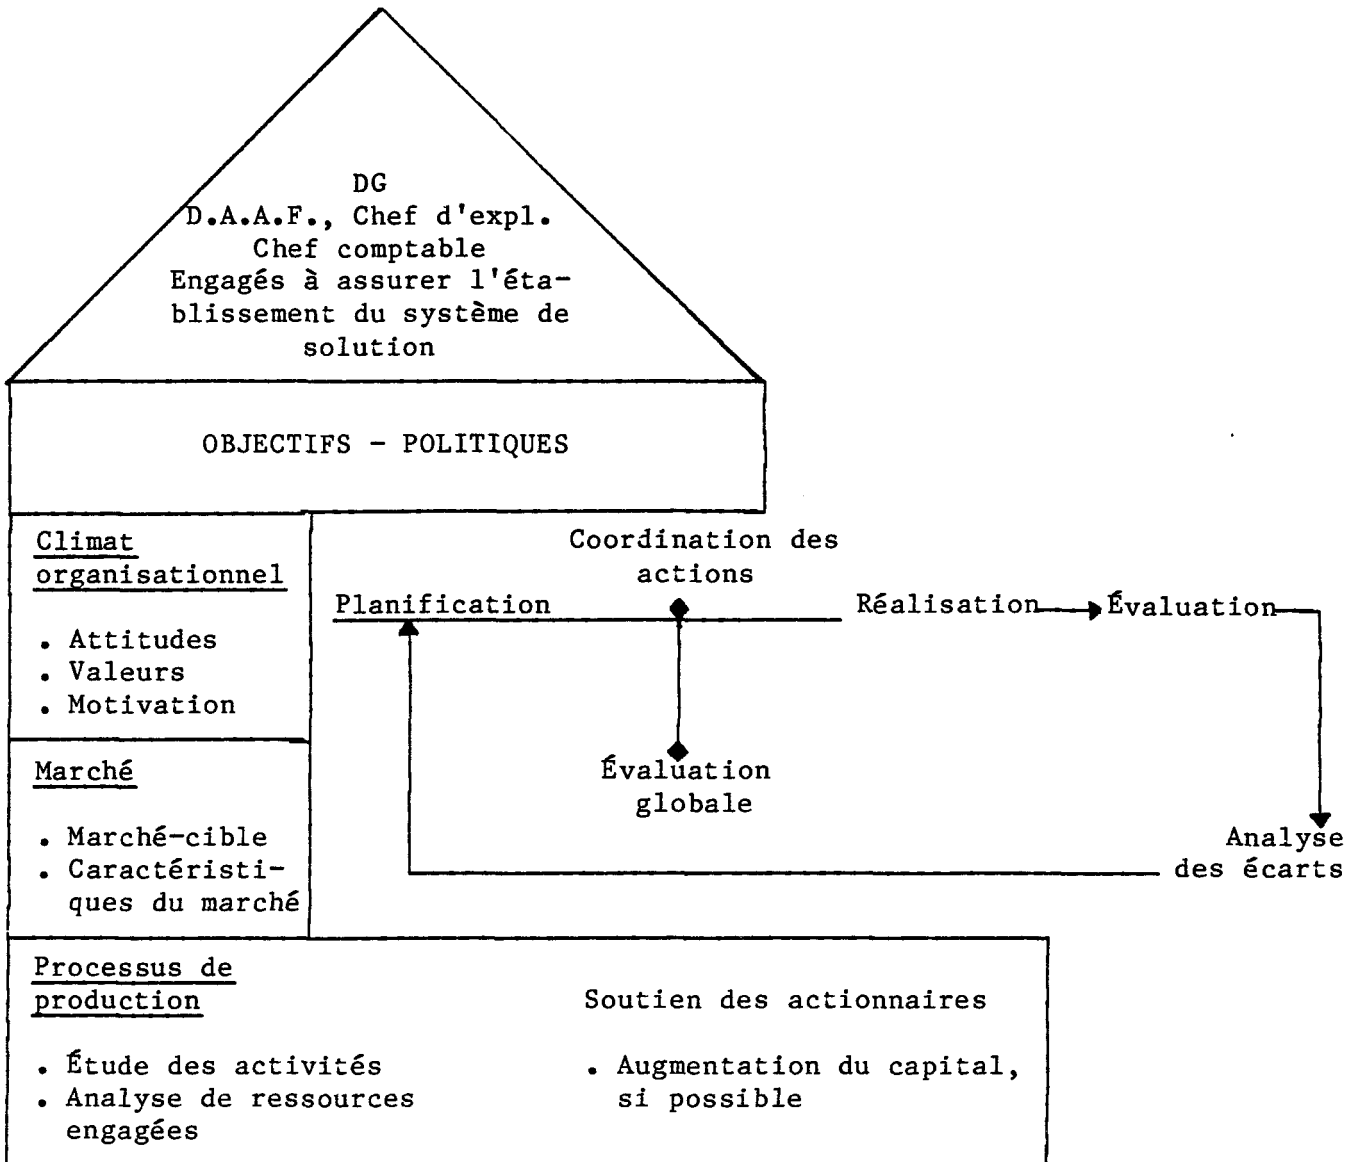 DG
D.A.A.F., Chef d'expl.
Chef comptable
Engagés à assurer l'éta-
blissement du système de
solution
OBJECTIFS - POLITIQUES
Climat
organisationnel
. Attitudes
. Valeurs
. Motivation
Coordination des
actions
Planification
Réalisation
Évaluation
Évaluation
globale
Analyse
des écarts
Marché
. Marché-cible
. Caractéristi-
ques du marché
Processus de
production
. Étude des activités
. Analyse de ressources
engagées
Soutien des actionnaires
. Augmentation du capital,
si possible